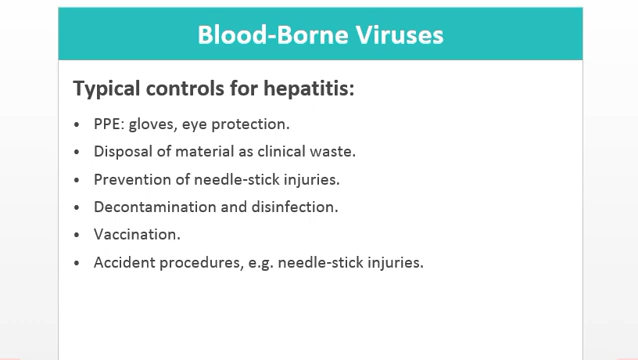 Blood-Borne Viruses
Typical controls for hepatitis:
• PPE: gloves, eye protection.
• Disposal of material as clinical waste.
• Prevention of needle-stick injuries.
• Decontamination and disinfection.
• Vaccination.
• Accident procedures, e.g. needle-stick injuries.